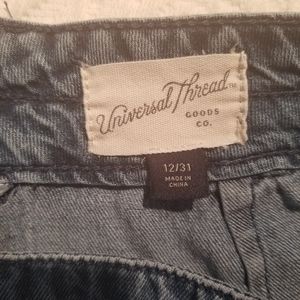 Universal Thread
GOODS
CO.
12/31
MADE IN
CHINA